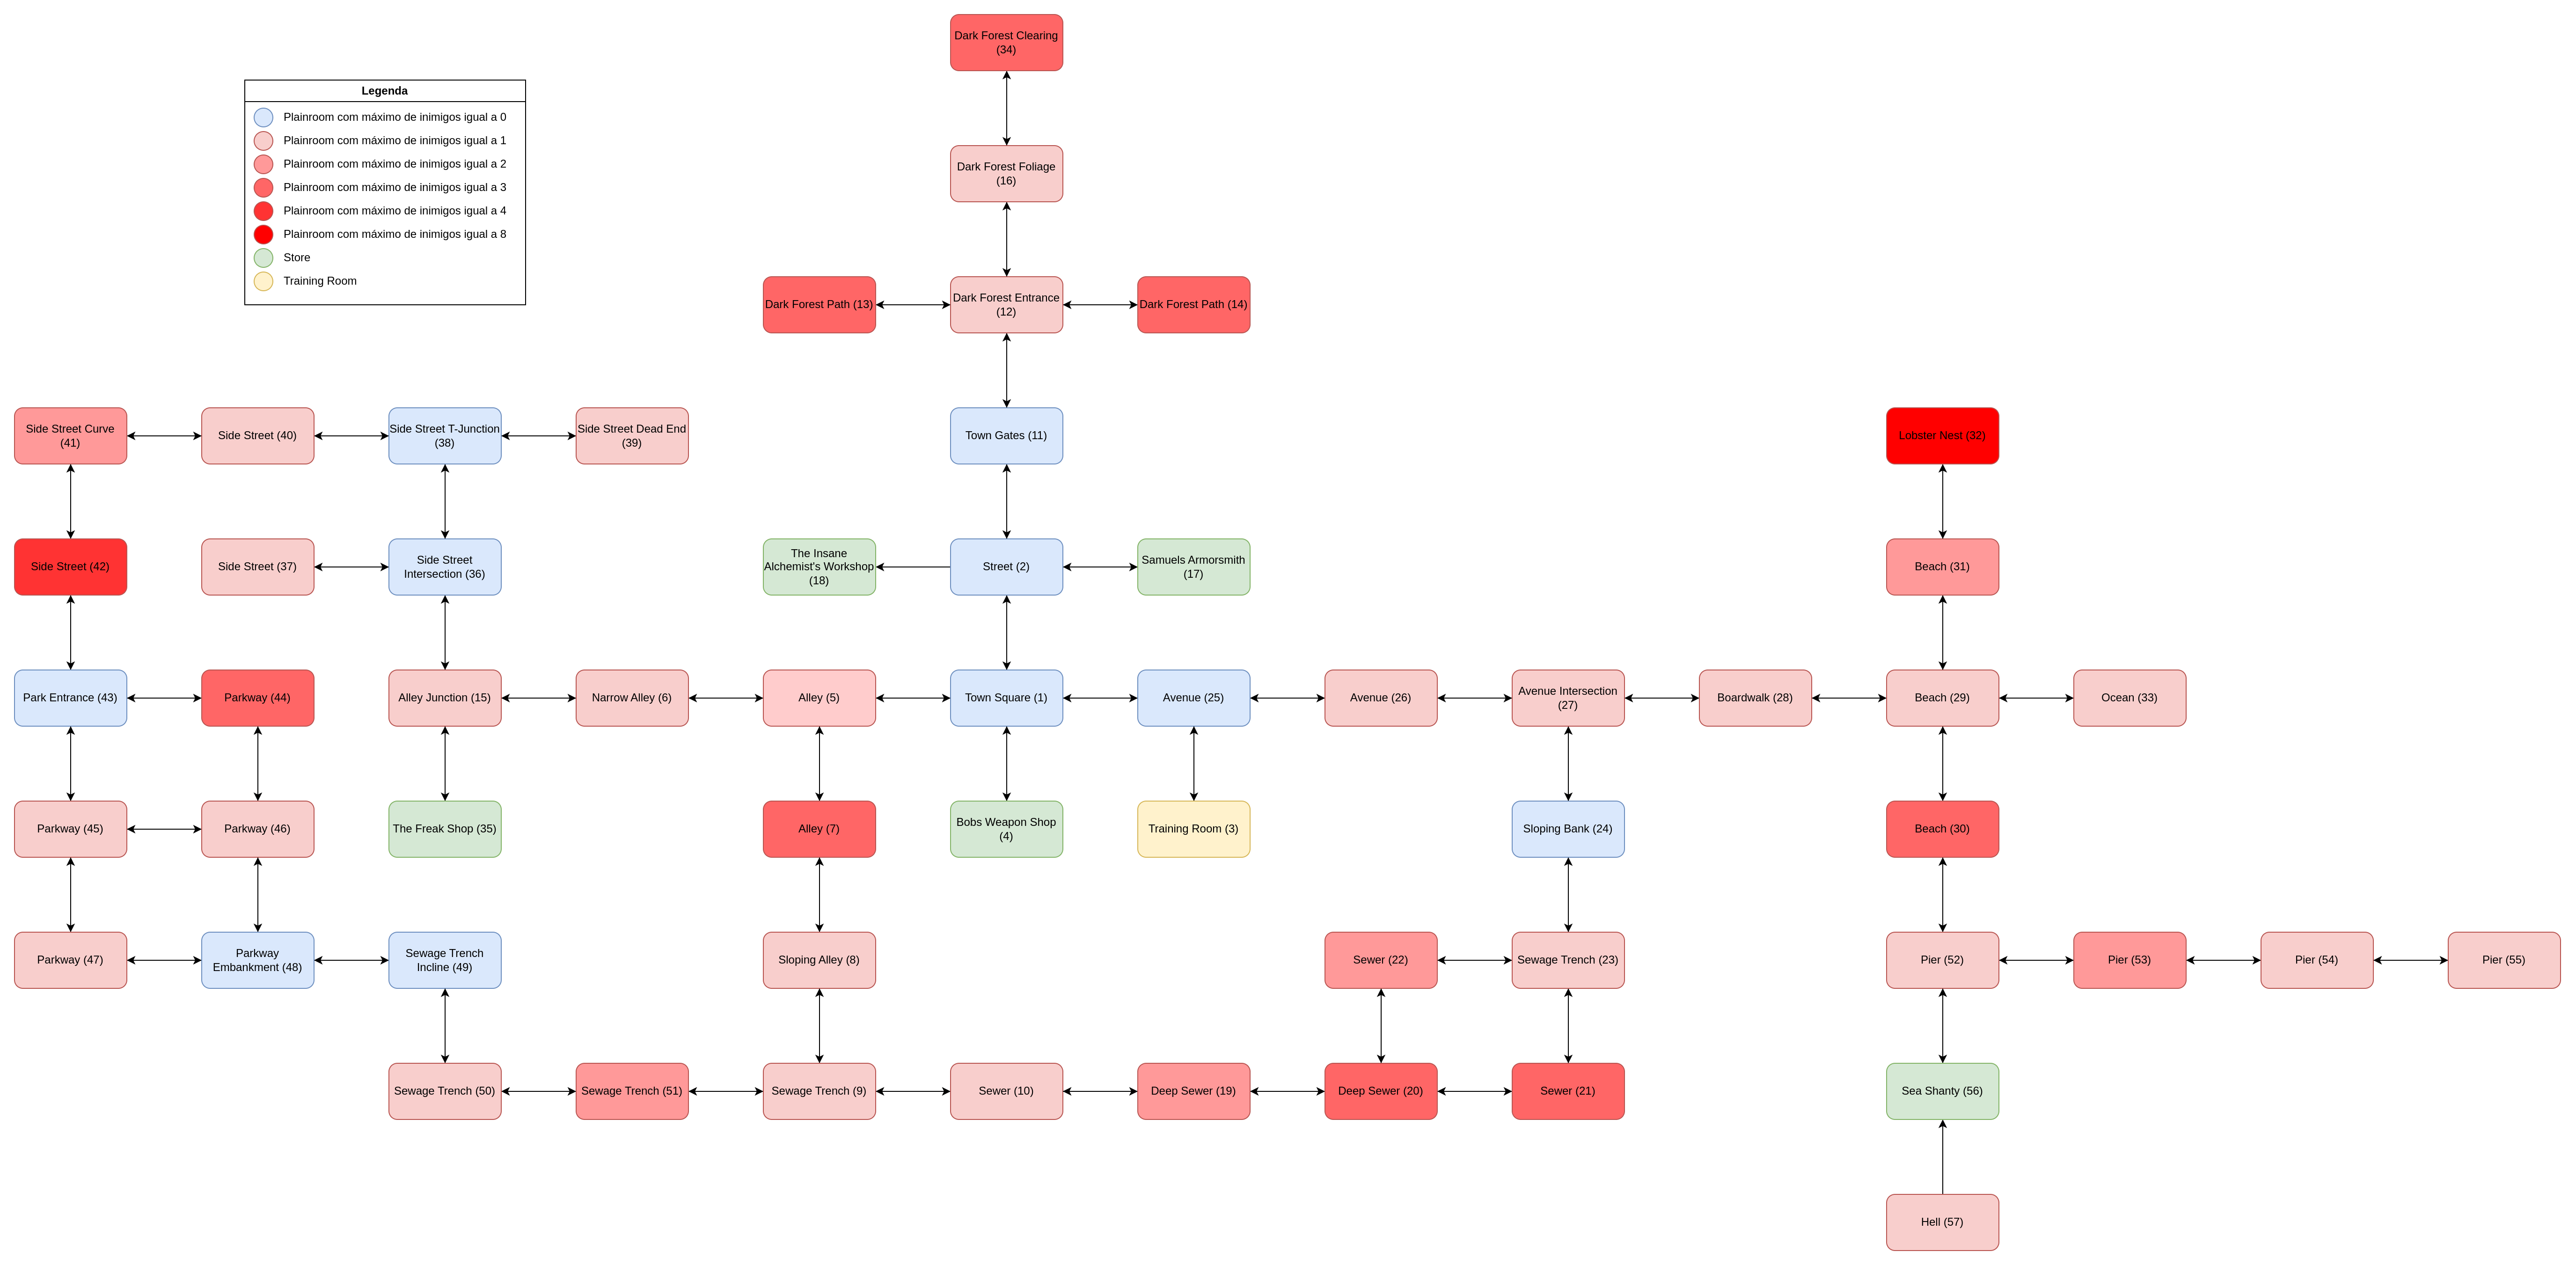 Dark Forest Clearing
(34)
Legenda
Plainroom com máximo de inimigos igual a 0
Plainroom com máximo de inimigos igual a 1
Plainroom com máximo de inimigos igual a 2
Plainroom com máximo de inimigos igual a 3
Plainroom com máximo de inimigos igual a 4
Plainroom com máximo de inimigos igual a 8
Store
Training Room
Dark Forest Foliage
(16)
Dark Forest Path (13)
Dark Forest Entrance
(12)
Dark Forest Path (14)
Side Street Curve
(41)
Side Street (40)
Side Street T-Junction
(38)
Side Street Dead End
(39)
Town Gates (11)
Lobster Nest (32)
Side Street (42)
Side Street (37)
Side Street
Intersection (36)
The Insane
Alchemist's Workshop
(18)
Street (2)
Samuels Armorsmith
(17)
Beach (31)
Park Entrance (43)
Parkway (44)
Alley Junction (15)
Narrow Alley (6)
Alley (5)
Town Square (1)
Avenue (25)
Avenue (26)
Avenue Intersection
(27)
Boardwalk (28)
Beach (29)
Ocean (33)
Parkway (45)
Parkway (46)
The Freak Shop (35)
Alley (7)
Bobs Weapon Shop
(4)
Training Room (3)
Sloping Bank (24)
Beach (30)
Parkway (47)
Parkway
Embankment (48)
Sewage Trench
Incline (49)
Sloping Alley (8)
Sewer (22)
Sewage Trench (23)
Pier (52)
Pier (53)
Pier (54)
Pier (55)
Sewage Trench (50)
Sewage Trench (51)
Sewage Trench (9)
Sewer (10)
Deep Sewer (19)
Deep Sewer (20)
Sewer (21)
Sea Shanty (56)
Hell (57)